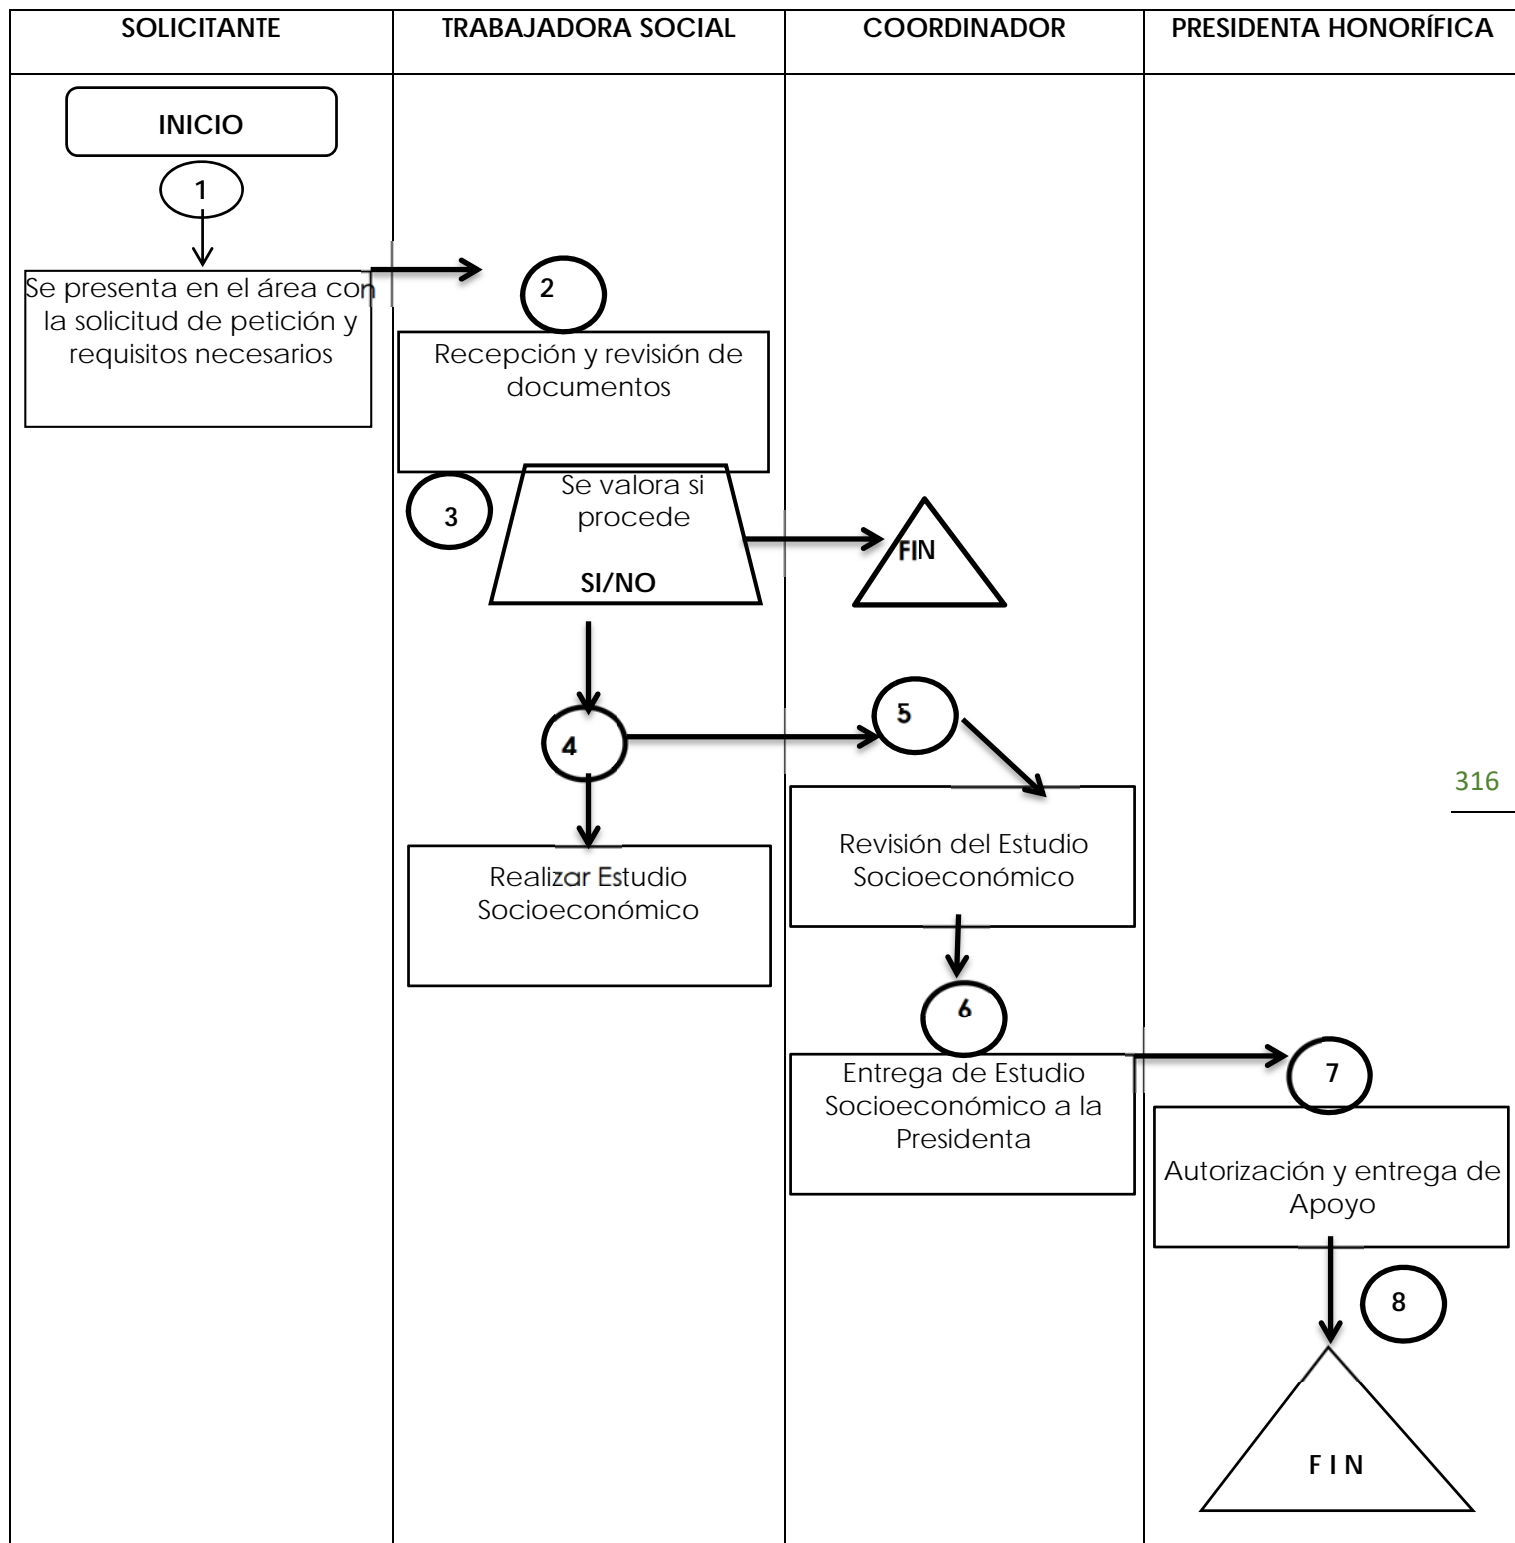 SOLICITANTE
TRABAJADORA SOCIAL
COORDINADOR
PRESIDENTA HONORÍFICA
INICIO
1
Se presenta en el área con
la solicitud de petición y
requisitos necesarios
2
Recepción y revisión de
documentos
3
Se valora si
procede
SI/NO
FIN
4
5
316
Realizar Estudio
Socioeconómico
Revisión del Estudio
Socioeconómico
6
Entrega de Estudio
Socioeconómico a la
Presidenta
7
Autorización y entrega de
Apoyo
8
F I N